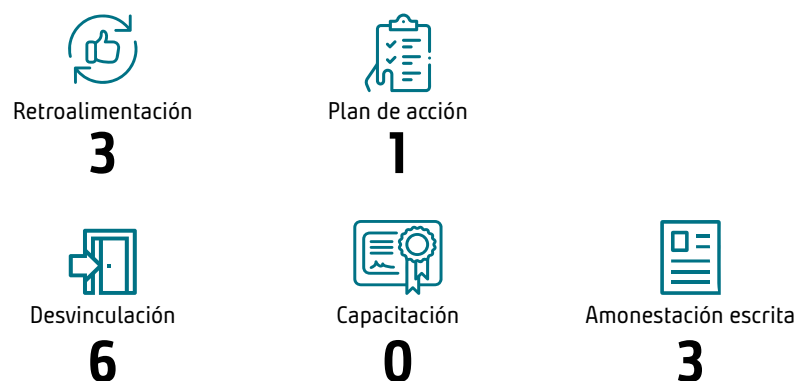 Retroalimentación
3
Plan de acción
1
Desvinculación
6
Capacitación
0
Amonestación escrita
3